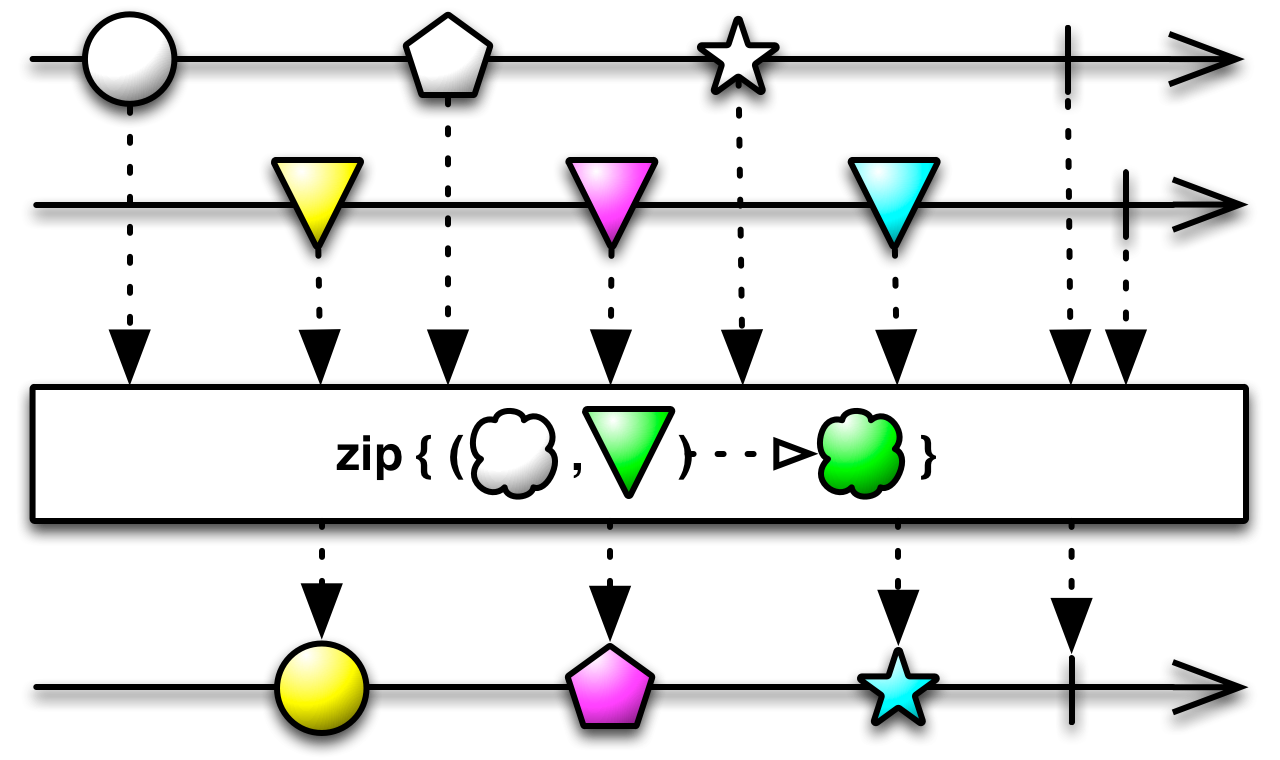 zip { ( , ) }